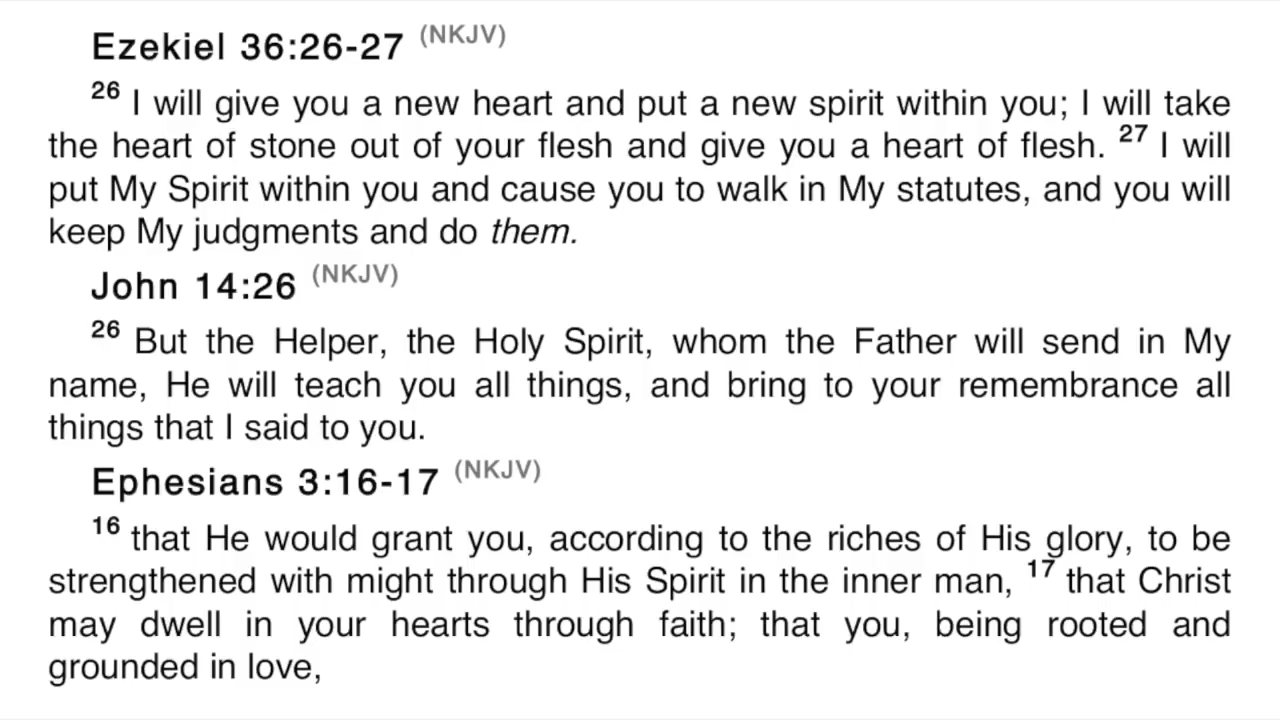 Ezekiel 36:26-27 (NKJV)
26 I will give you a new heart and put a new spirit within you; I will take
the heart of stone out of your flesh and give you a heart of flesh. 27 I will
put My Spirit within you and cause you to walk in My statutes, and you will
keep My judgments and do them.
John 14:26 (NKJV)
26 But the Helper, the Holy Spirit, whom the Father will send in My
name, He will teach you all things, and bring to your remembrance all
things that I said to you.
Ephesians 3:16-17 (NKJV)
16 that He would grant you, according to the riches of His glory, to be
strengthened with might through His Spirit in the inner man, 17 that Christ
may dwell in your hearts through faith; that you, being rooted and
grounded in love,